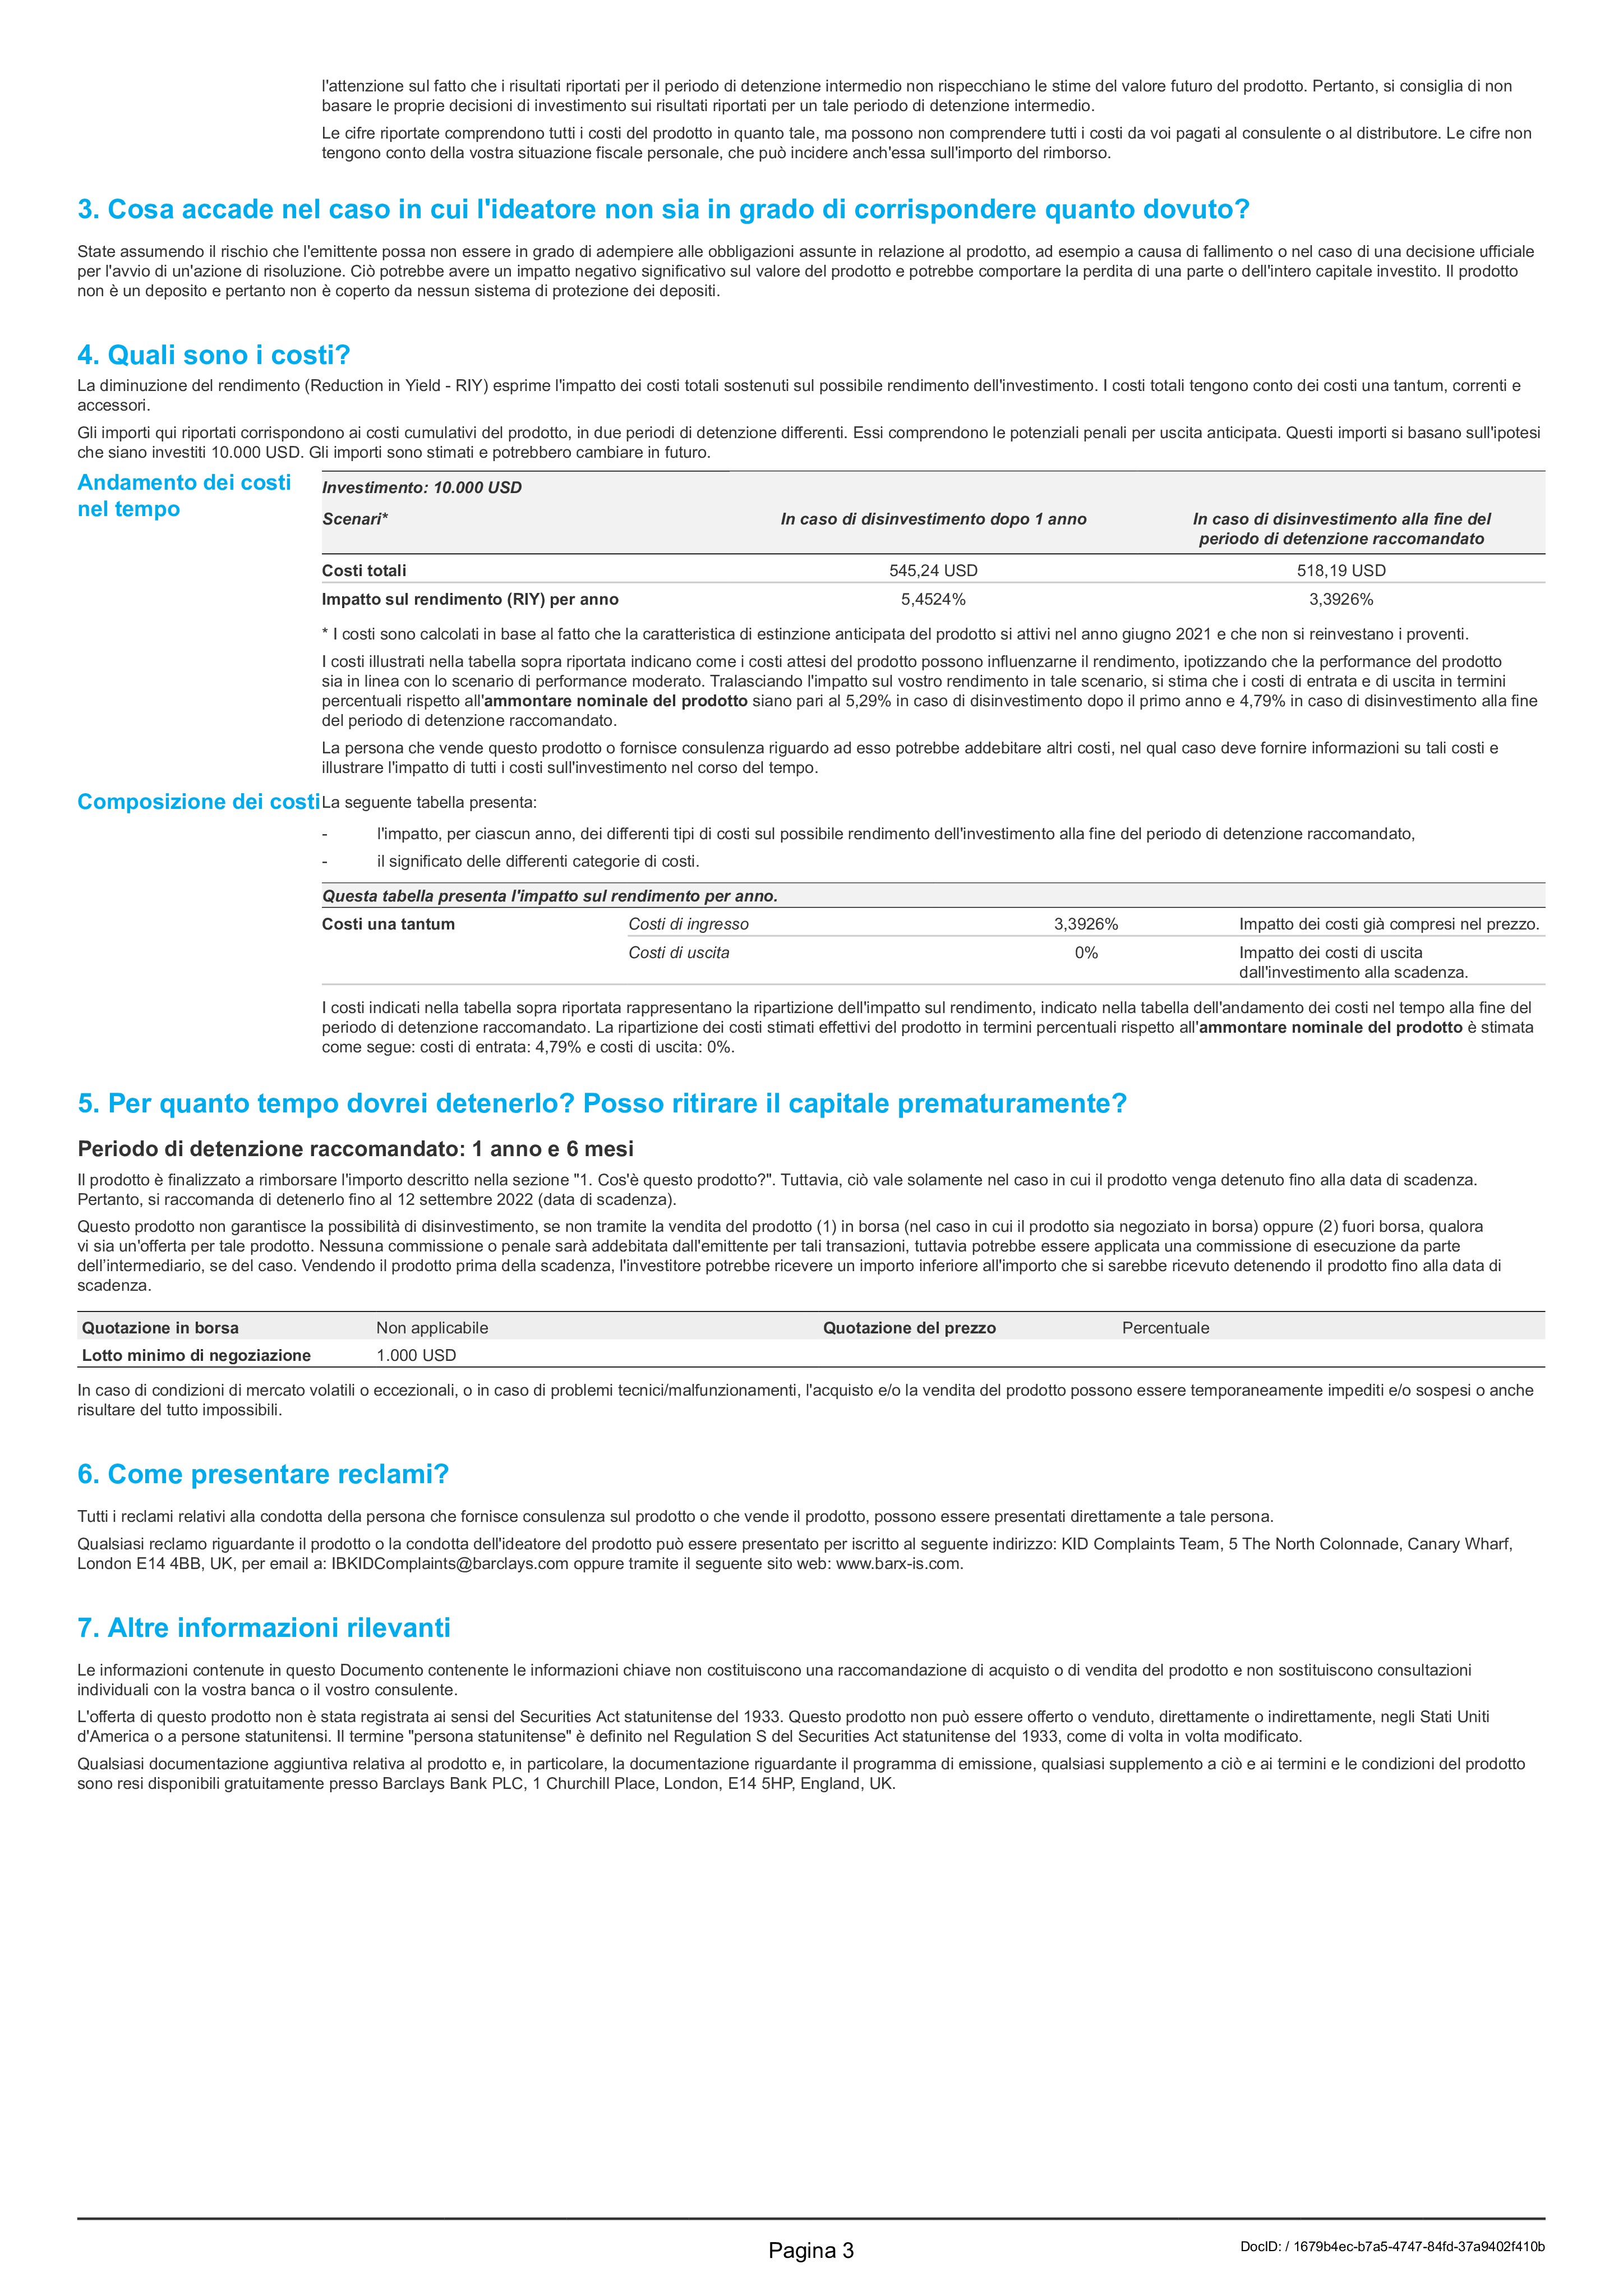 l'attenzione sul fatto che i risultati riportati per il periodo di detenzione intermedio non rispecchiano le stime del valore futuro del prodotto. Pertanto, si consiglia di non
basare le proprie decisioni di investimento sui risultati riportati per un tale periodo di detenzione intermedio.
Le cifre riportate comprendono tutti i costi del prodotto in quanto tale, ma possono non comprendere tutti i costi da voi pagati al consulente o al distributore. Le cifre non
tengono conto della vostra situazione fiscale personale, che può incidere anch'essa sull'importo del rimborso.
3. Cosa accade nel caso in cui l'ideatore non sia in grado di corrispondere quanto dovuto?
State assumendo il rischio che l'emittente possa non essere in grado di adempiere alle obbligazioni assunte in relazione al prodotto, ad esempio a causa di fallimento o nel caso di una decisione ufficiale
per l'avvio di un'azione di risoluzione. Ciò potrebbe avere un impatto negativo significativo sul valore del prodotto e potrebbe comportare la perdita di una parte o dell'intero capitale investito. Il prodotto
non è un deposito e pertanto non è coperto da nessun sistema di protezione dei depositi.
4. Quali sono i costi?
La diminuzione del rendimento (Reduction in Yield - RIY) esprime l'impatto dei costi totali sostenuti sul possibile rendimento dell'investimento. I costi totali tengono conto dei costi una tantum, correnti e
accessori.
Gli importi qui riportati corrispondono ai costi cumulativi del prodotto, in due periodi di detenzione differenti. Essi comprendono le potenziali penali per uscita anticipata. Questi importi si basano sull'ipotesi
che siano investiti 10.000 USD. Gli importi sono stimati e potrebbero cambiare in futuro.
Andamento dei costi
nel tempo
Investimento: 10.000 USD
Scenari* In caso di disinvestimento dopo 1 anno In caso di disinvestimento alla fine del
periodo di detenzione raccomandato
Costi totali 545,24 USD 518,19 USD
Impatto sul rendimento (RIY) per anno 5,4524% 3,3926%
* I costi sono calcolati in base al fatto che la caratteristica di estinzione anticipata del prodotto si attivi nel anno giugno 2021 e che non si reinvestano i proventi.
I costi illustrati nella tabella sopra riportata indicano come i costi attesi del prodotto possono influenzarne il rendimento, ipotizzando che la performance del prodotto
sia in linea con lo scenario di performance moderato. Tralasciando l'impatto sul vostro rendimento in tale scenario, si stima che i costi di entrata e di uscita in termini
percentuali rispetto all'ammontare nominale del prodotto siano pari al 5,29% in caso di disinvestimento dopo il primo anno e 4,79% in caso di disinvestimento alla fine
del periodo di detenzione raccomandato.
La persona che vende questo prodotto o fornisce consulenza riguardo ad esso potrebbe addebitare altri costi, nel qual caso deve fornire informazioni su tali costi e
illustrare l'impatto di tutti i costi sull'investimento nel corso del tempo.
Composizione dei costi La seguente tabella presenta:
- l'impatto, per ciascun anno, dei differenti tipi di costi sul possibile rendimento dell'investimento alla fine del periodo di detenzione raccomandato,
- il significato delle differenti categorie di costi.
Questa tabella presenta l'impatto sul rendimento per anno.
Costi una tantum Costi di ingresso 3,3926% Impatto dei costi già compresi nel prezzo.
Costi di uscita 0% Impatto dei costi di uscita
dall'investimento alla scadenza.
I costi indicati nella tabella sopra riportata rappresentano la ripartizione dell'impatto sul rendimento, indicato nella tabella dell'andamento dei costi nel tempo alla fine del
periodo di detenzione raccomandato. La ripartizione dei costi stimati effettivi del prodotto in termini percentuali rispetto all'ammontare nominale del prodotto è stimata
come segue: costi di entrata: 4,79% e costi di uscita: 0%.
5. Per quanto tempo dovrei detenerlo? Posso ritirare il capitale prematuramente?
Periodo di detenzione raccomandato: 1 anno e 6 mesi
Il prodotto è finalizzato a rimborsare l'importo descritto nella sezione "1. Cos'è questo prodotto?". Tuttavia, ciò vale solamente nel caso in cui il prodotto venga detenuto fino alla data di scadenza.
Pertanto, si raccomanda di detenerlo fino al 12 settembre 2022 (data di scadenza).
Questo prodotto non garantisce la possibilità di disinvestimento, se non tramite la vendita del prodotto (1) in borsa (nel caso in cui il prodotto sia negoziato in borsa) oppure (2) fuori borsa, qualora
vi sia un'offerta per tale prodotto. Nessuna commissione o penale sarà addebitata dall'emittente per tali transazioni, tuttavia potrebbe essere applicata una commissione di esecuzione da parte
dell’intermediario, se del caso. Vendendo il prodotto prima della scadenza, l'investitore potrebbe ricevere un importo inferiore all'importo che si sarebbe ricevuto detenendo il prodotto fino alla data di
scadenza.
Quotazione in borsa Non applicabile Quotazione del prezzo Percentuale
Lotto minimo di negoziazione 1.000 USD
In caso di condizioni di mercato volatili o eccezionali, o in caso di problemi tecnici/malfunzionamenti, l'acquisto e/o la vendita del prodotto possono essere temporaneamente impediti e/o sospesi o anche
risultare del tutto impossibili.
6. Come presentare reclami?
Tutti i reclami relativi alla condotta della persona che fornisce consulenza sul prodotto o che vende il prodotto, possono essere presentati direttamente a tale persona.
Qualsiasi reclamo riguardante il prodotto o la condotta dell'ideatore del prodotto può essere presentato per iscritto al seguente indirizzo: KID Complaints Team, 5 The North Colonnade, Canary Wharf,
London E14 4BB, UK, per email a: IBKIDComplaints@barclays.com oppure tramite il seguente sito web: www.barx-is.com.
7. Altre informazioni rilevanti
Le informazioni contenute in questo Documento contenente le informazioni chiave non costituiscono una raccomandazione di acquisto o di vendita del prodotto e non sostituiscono consultazioni
individuali con la vostra banca o il vostro consulente.
L'offerta di questo prodotto non è stata registrata ai sensi del Securities Act statunitense del 1933. Questo prodotto non può essere offerto o venduto, direttamente o indirettamente, negli Stati Uniti
d'America o a persone statunitensi. Il termine "persona statunitense" è definito nel Regulation S del Securities Act statunitense del 1933, come di volta in volta modificato.
Qualsiasi documentazione aggiuntiva relativa al prodotto e, in particolare, la documentazione riguardante il programma di emissione, qualsiasi supplemento a ciò e ai termini e le condizioni del prodotto
sono resi disponibili gratuitamente presso Barclays Bank PLC, 1 Churchill Place, London, E14 5HP, England, UK.
Pagina 3
DocID: / 1679b4ec-b7a5-4747-84fd-37a9402f410b